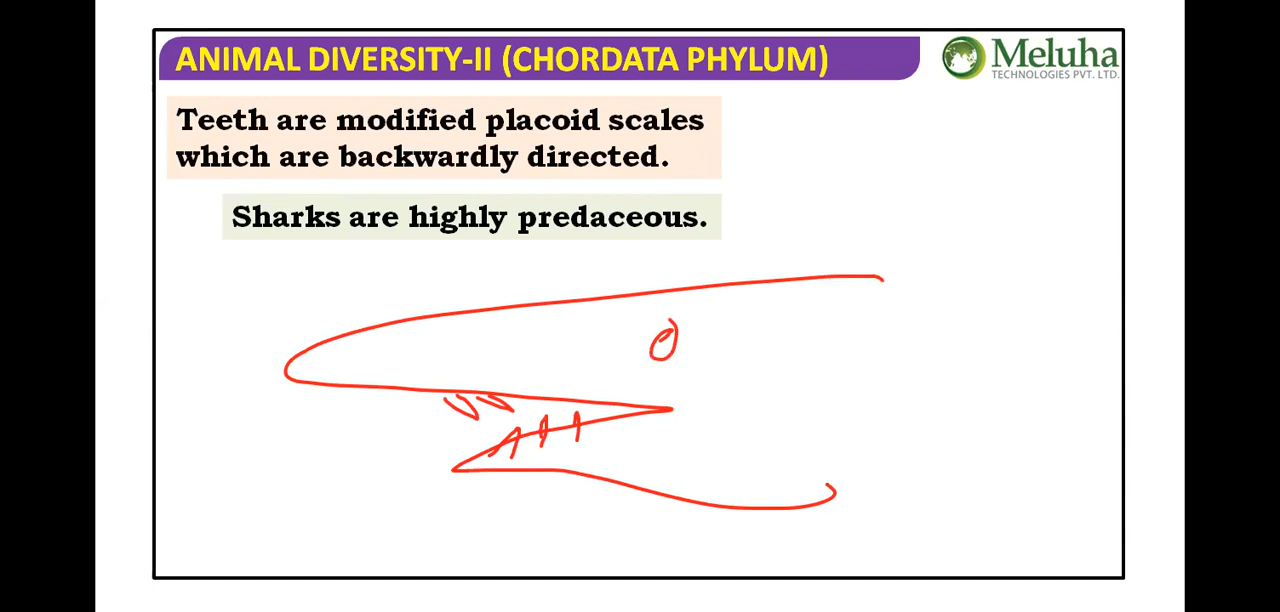 ANIMAL DIVERSITY-II (CHORDATA PHYLUM)
Meluha
TECHNOLOGIES PVT. LTD.
Teeth are modified placoid scales
which are backwardly directed.
Sharks are highly predaceous.